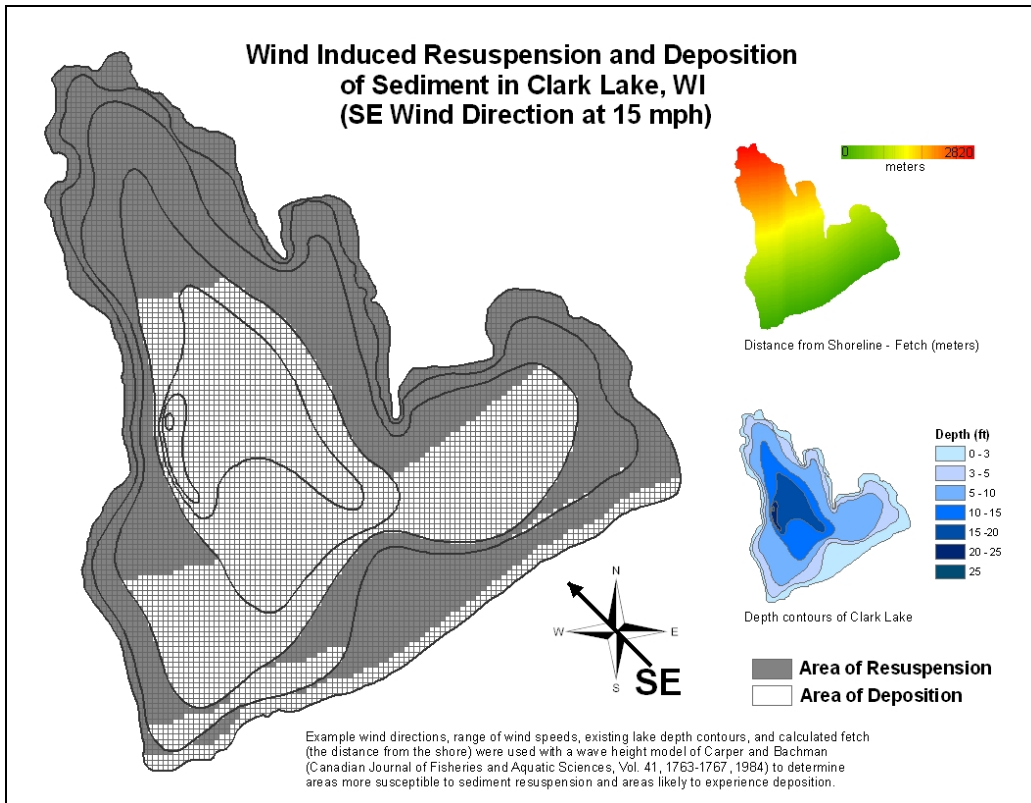 Wind Induced Resuspension and Deposition
of Sediment in Clark Lake, WI
(SE Wind Direction at 15 mph)
0 2820
meters
Distance from Shoreline - Fetch (meters)
Depth (ft)
0 - 3
3 - 5
5 - 10
10 - 15
15 -20
20 - 25
25
Depth contours of Clark Lake
N
W E
S
SE
Area of Resuspension
Area of Deposition
Example wind directions, range of wind speeds, existing lake depth contours, and calculated fetch
(the distance from the shore) were used with a wave height model of Carper and Bachman
(Canadian Journal of Fisheries and Aquatic Sciences, Vol. 41, 1763-1767, 1984) to determine
areas more susceptible to sediment resuspension and areas likely to experience deposition.